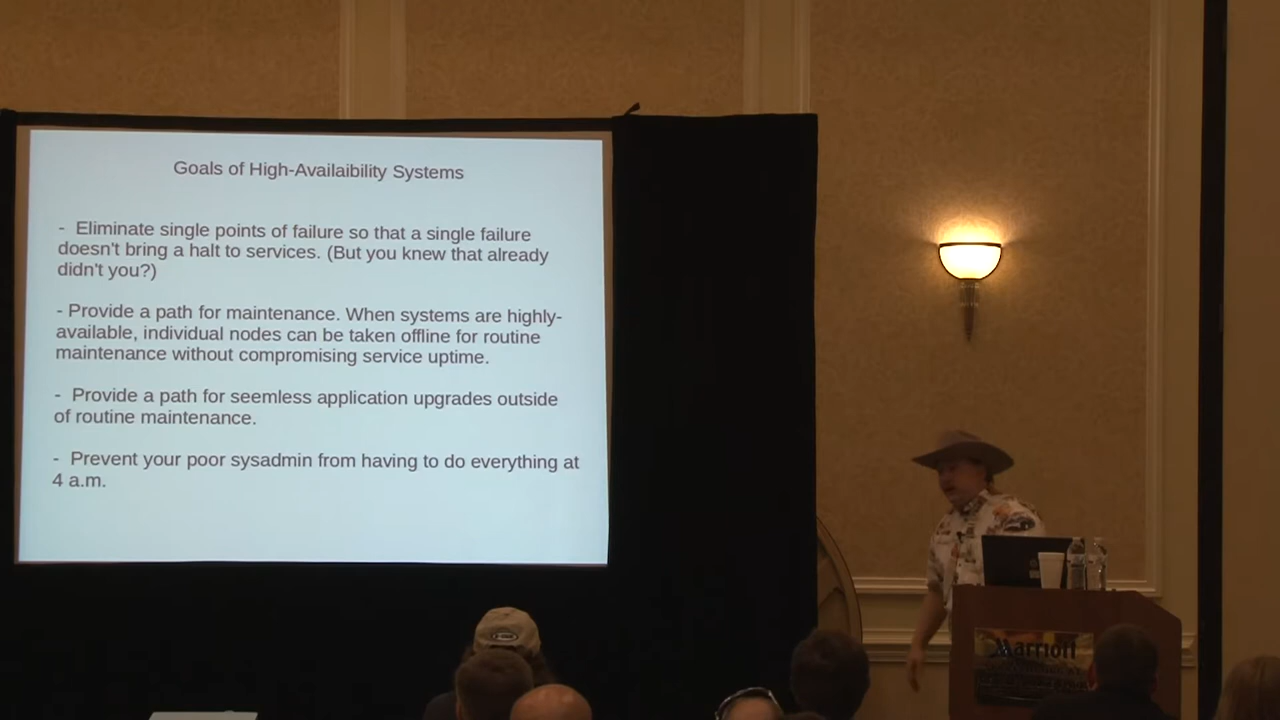 Goals of High-Availaibility Systems
- Eliminate single points of failure so that a single failure
doesn't bring a halt to services. (But you knew that already
didn't you?)
- Provide a path for maintenance. When systems are highly-
available, individual nodes can be taken offline for routine
maintenance without compromising service uptime.
- Provide a path for seemless application upgrades outside
of routine maintenance.
- Prevent your poor sysadmin from having to do everything at
4 a.m.
Marriott